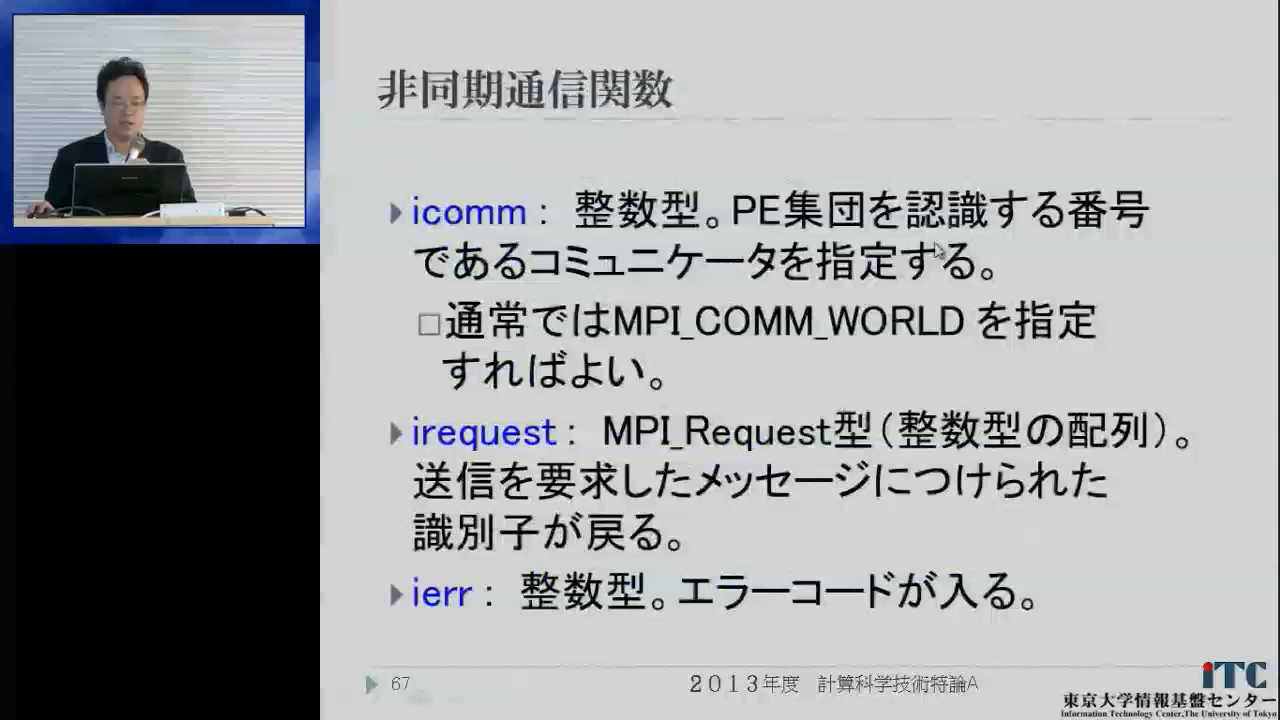 非同期通信関数
icomm : 整数型。PE集団を認識する番号
であるコミュニケータを指定する。
通常ではMPI_COMM_WORLD を指定
すればよい。
irequest : MPI_Request型(整数型の配列)。
送信を要求したメッセージにつけられた
識別子が戻る。
ierr : 整数型。エラーコードが入る。
67
2013年度 計算科学技術特論A
iTC
東京大学情報基盤センター
Information Technology Center,The University of Tokyo